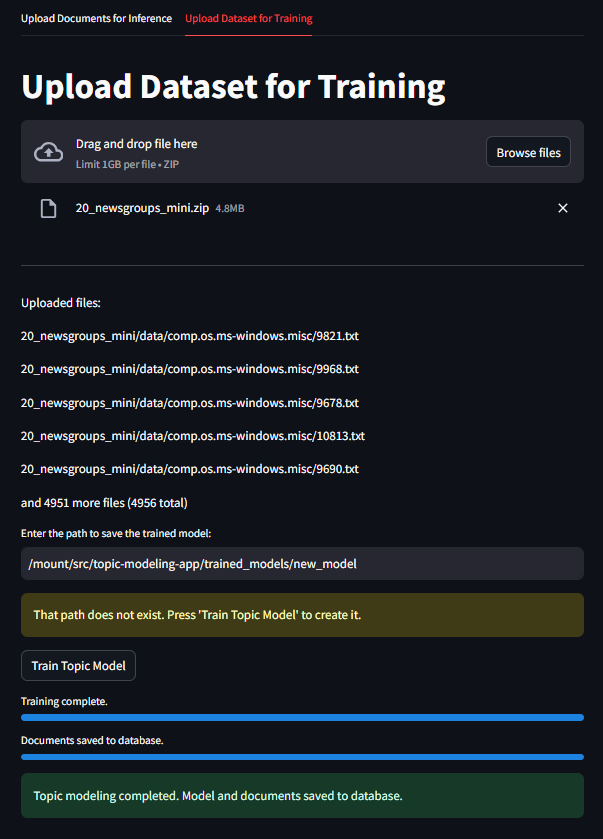 Upload Documents for Inference Upload Dataset for Training
Upload Dataset for Training
Drag and drop file here
Limit 1GB per file • ZIP
Browse files
20_newsgroups_mini.zip 4.8MB
Uploaded files:
20_newsgroups_mini/data/comp.os.ms-windows.misc/9821.txt
20_newsgroups_mini/data/comp.os.ms-windows.misc/9968.txt
20_newsgroups_mini/data/comp.os.ms-windows.misc/9678.txt
20_newsgroups_mini/data/comp.os.ms-windows.misc/10813.txt
20_newsgroups_mini/data/comp.os.ms-windows.misc/9690.txt
and 4951 more files (4956 total)
Enter the path to save the trained model:
/mount/src/topic-modeling-app/trained_models/new_model
That path does not exist. Press 'Train Topic Model' to create it.
Train Topic Model
Training complete.
Documents saved to database.
Topic modeling completed. Model and documents saved to database.